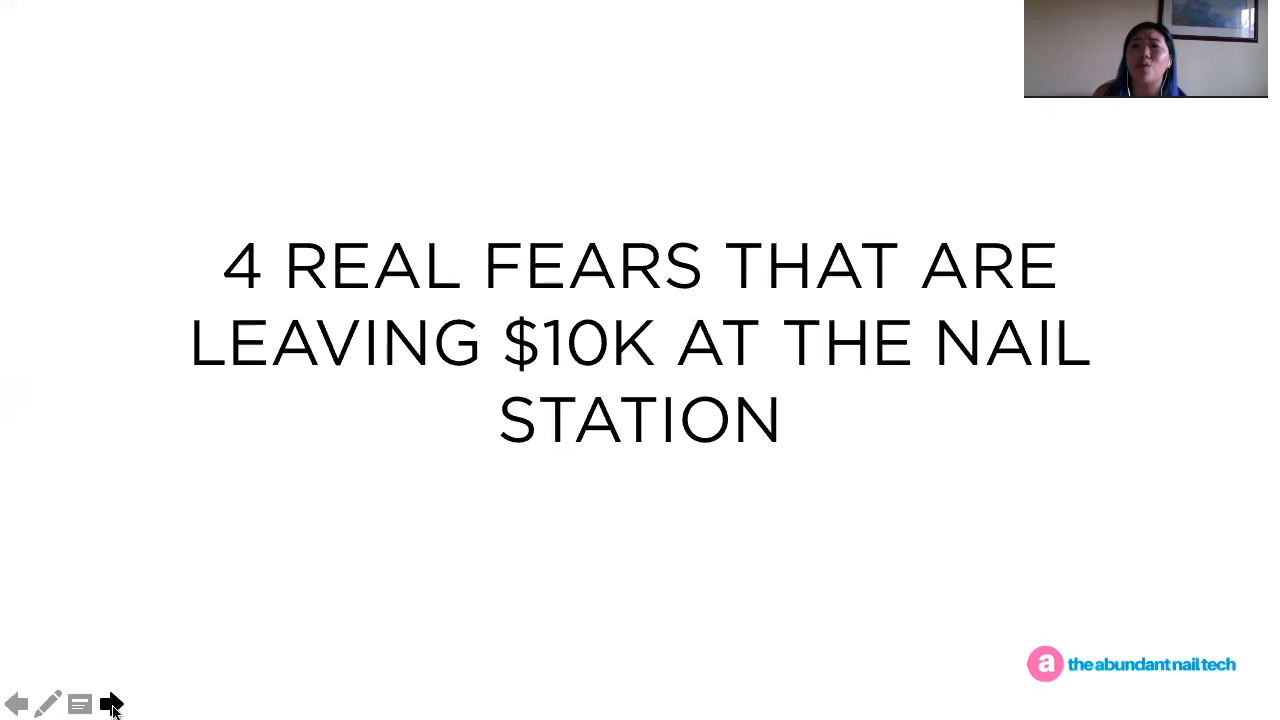 4 REAL FEARS THAT ARE
LEAVING $10K AT THE NAIL
STATION
a the abundant nail tech